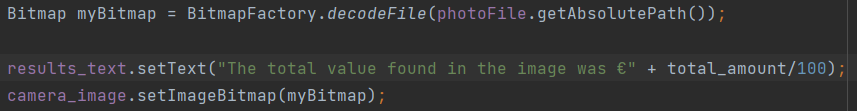 Bitmap myBitmap = BitmapFactory.decodeFile(photoFile.getAbsolutePath());
results_text.setText("The total value found in the image was €" + total_amount/100);
camera_image.setImageBitmap(myBitmap);